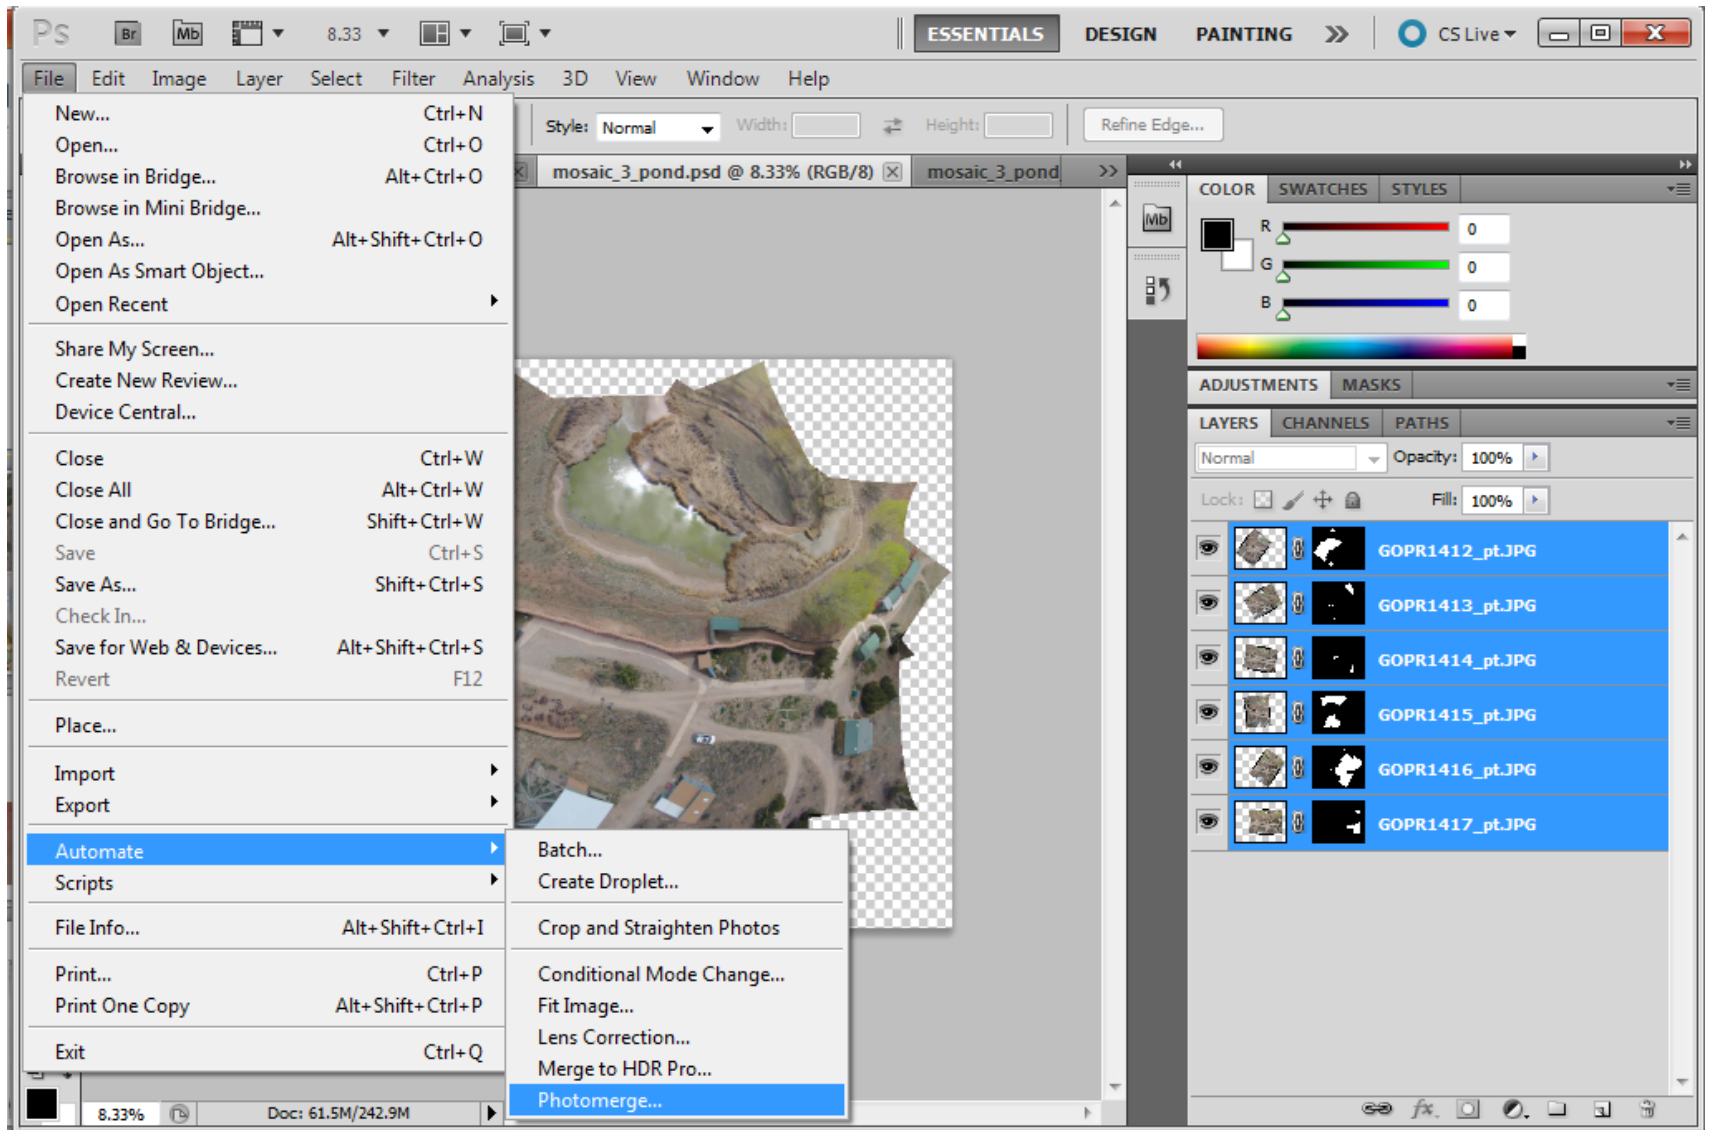 Ps Br Mb 8.33 ESSENTIALS DESIGN PAINTING CS Live
File Edit Image Layer Select Filter Analysis 3D View Window Help
Style: Normal Width: Height: Refine Edge...
mosaic_3_pond.psd @ 8.33% (RGB/8) mosaic_3_pond
New... Ctrl+N
Open... Ctrl+O
Browse in Bridge... Alt+Ctrl+O
Browse in Mini Bridge...
Open As... Alt+Shift+Ctrl+O
Open As Smart Object...
Open Recent
Share My Screen...
Create New Review...
Device Central...
Close Ctrl+W
Close All Alt+Ctrl+W
Close and Go To Bridge... Shift+Ctrl+W
Save Ctrl+S
Save As... Shift+Ctrl+S
Check In...
Save for Web & Devices... Alt+Shift+Ctrl+S
Revert F12
Place...
Import
Export
Automate
Scripts
File Info... Alt+Shift+Ctrl+I
Print... Ctrl+P
Print One Copy Alt+Shift+Ctrl+P
Exit Ctrl+Q
Batch...
Create Droplet...
Crop and Straighten Photos
Conditional Mode Change...
Fit Image...
Lens Correction...
Merge to HDR Pro...
Photomerge...
8.33% Doc: 61.5M/242.9M
Mb
COLOR SWATCHES STYLES
R 0
G 0
B 0
ADJUSTMENTS MASKS
LAYERS CHANNELS PATHS
Normal Opacity: 100%
Lock: Fill: 100%
GOPR1412_pt.JPG
GOPR1413_pt.JPG
GOPR1414_pt.JPG
GOPR1415_pt.JPG
GOPR1416_pt.JPG
GOPR1417_pt.JPG
fx